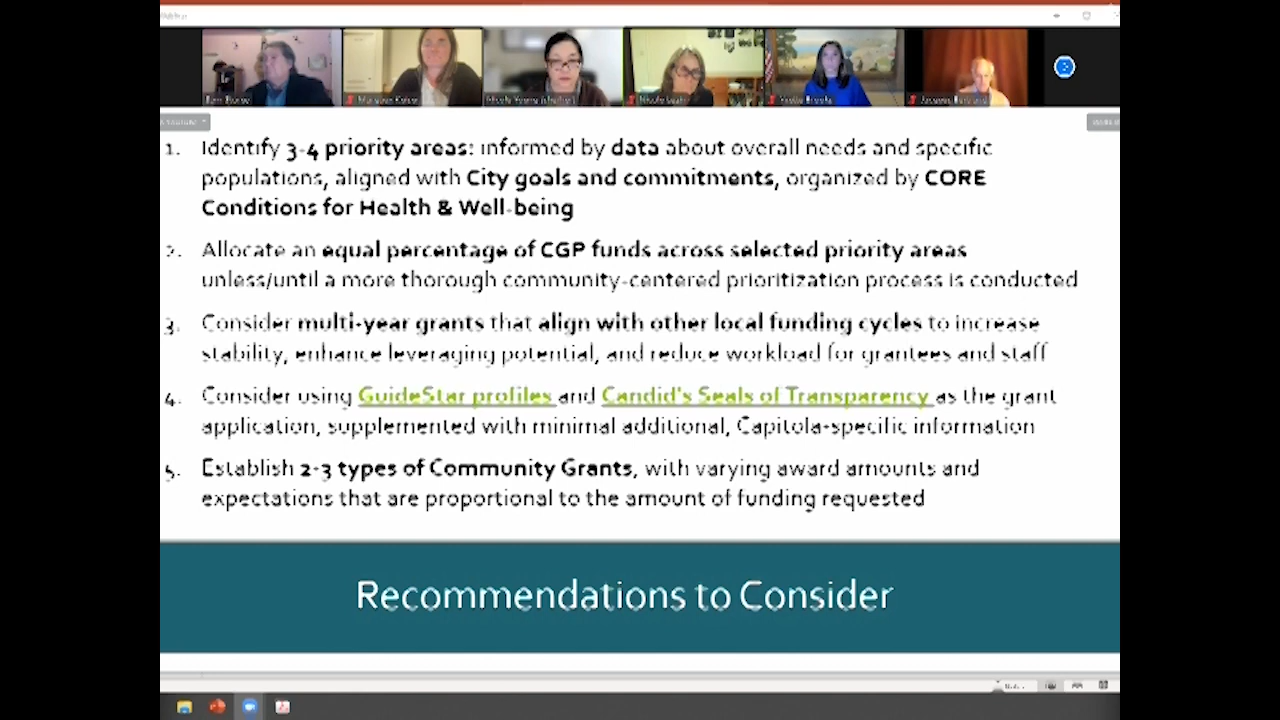 1. Identify 3-4 priority areas: informed by data about overall needs and specific
populations, aligned with City goals and commitments, organized by CORE
Conditions for Health & Well-being
2. Allocate an equal percentage of CGP funds across selected priority areas
unless/until a more thorough community-centered prioritization process is conducted
3. Consider multi-year grants that align with other local funding cycles to increase
stability, enhance leveraging potential, and reduce workload for grantees and staff
4. Consider using GuideStar profiles and Candid's Seals of Transparency as the grant
application, supplemented with minimal additional, Capitola-specific information
5. Establish 2-3 types of Community Grants, with varying award amounts and
expectations that are proportional to the amount of funding requested
Recommendations to Consider